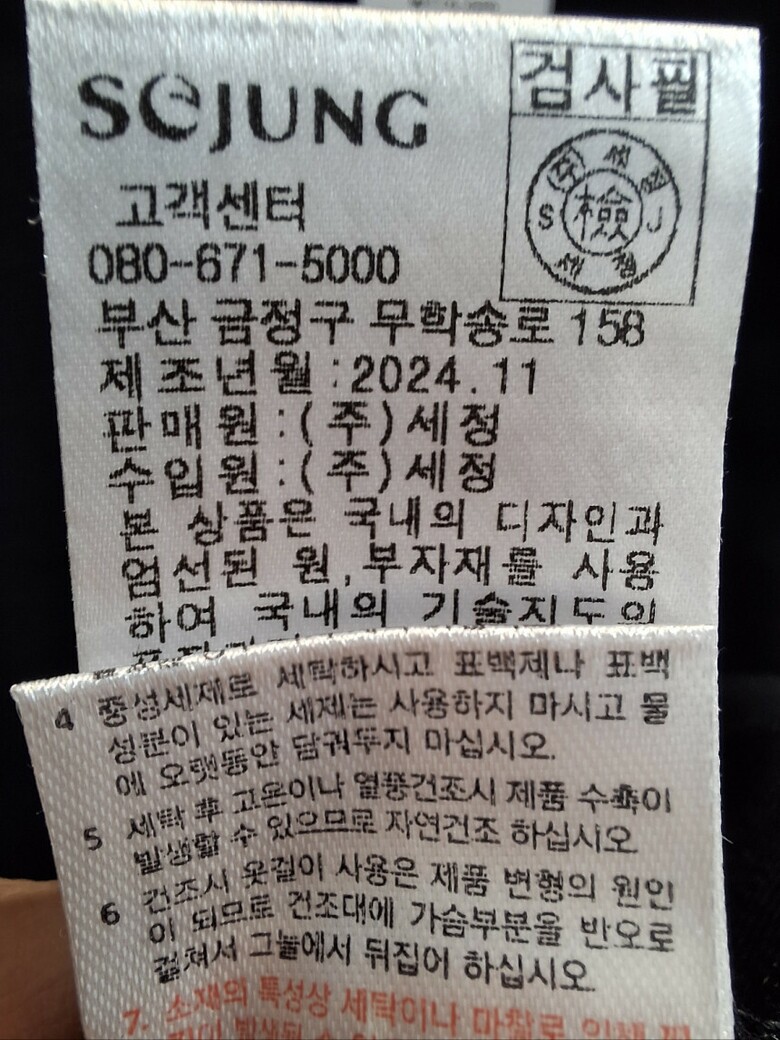 SEJUNG
검사필
(주) 세정
S 檢 J
세정
고객센터
080-671-5000
부산 금정구 무학송로 158
제조년월:2024.11
판매원:(주)세정
수입원:(주)세정
본 상품은 국내의 디자인과
엄선된 원,부자재를 사용
하여 국내의 기술지도의
4 중성세제로 세탁하시고 표백제나 표백
성분이 있는 세제는 사용하지 마시고 물
에 오랫동안 담궈두지 마십시오.
5 세탁 후 고온이나 열풍건조시 제품 수축이
발생할 수 있으므로 자연건조 하십시오
6 건조시 옷걸이 사용은 제품 변형의 원인
이 되므로 건조대에 가슴부분을 반으로
걸쳐서 그늘에서 뒤집어 하십시오
7. 소재의 특성상 세탁이나 마찰로 인해